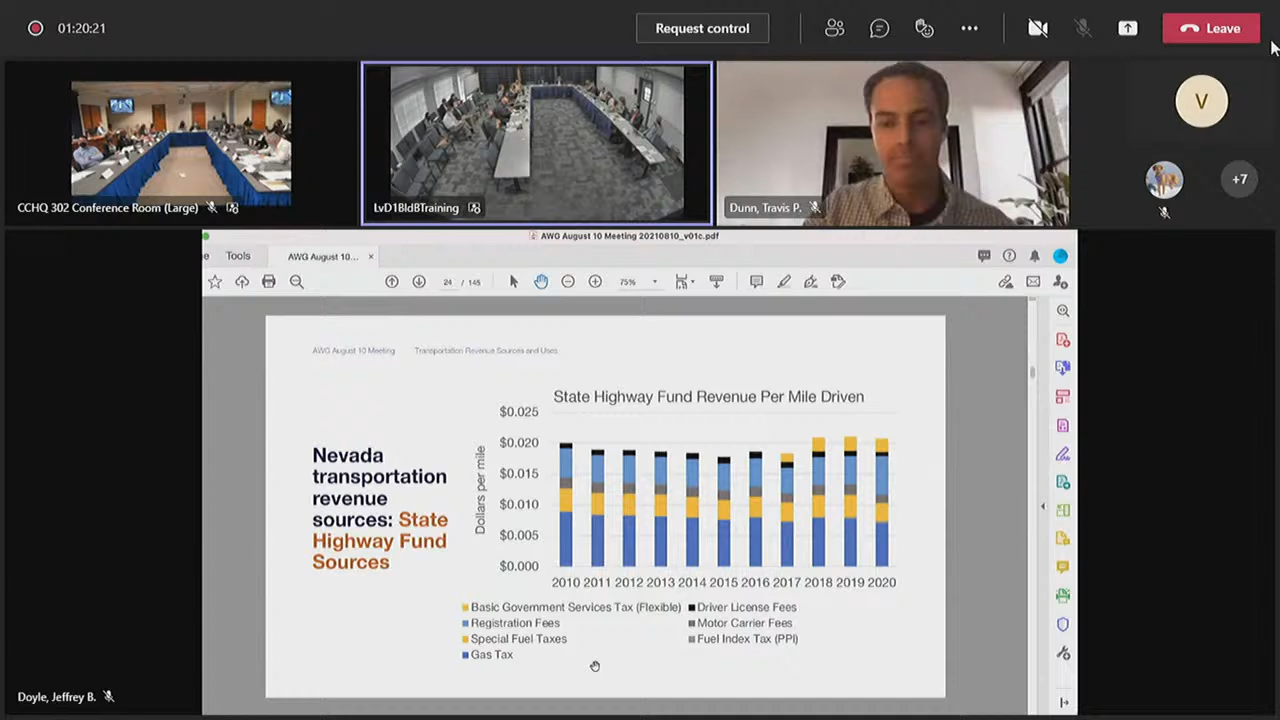 01:20:21
Request control
Leave
V
+7
CCHQ 302 Conference Room (Large)
LvD1BldBTraining
Dunn, Travis P.
AWG August 10 Meeting 20210810_v01c.pdf
e
Tools
AWG August 10...
×
24 / 145
75%
AWG August 10 Meeting
Transportation Revenue Sources and Uses
State Highway Fund Revenue Per Mile Driven
Nevada
transportation
revenue
sources: State
Highway Fund
Sources
Dollars per mile
$0.025
$0.020
$0.015
$0.010
$0.005
$0.000
2010 2011 2012 2013 2014 2015 2016 2017 2018 2019 2020
Basic Government Services Tax (Flexible)
Driver License Fees
Registration Fees
Motor Carrier Fees
Special Fuel Taxes
Fuel Index Tax (PPI)
Gas Tax
Doyle, Jeffrey B.